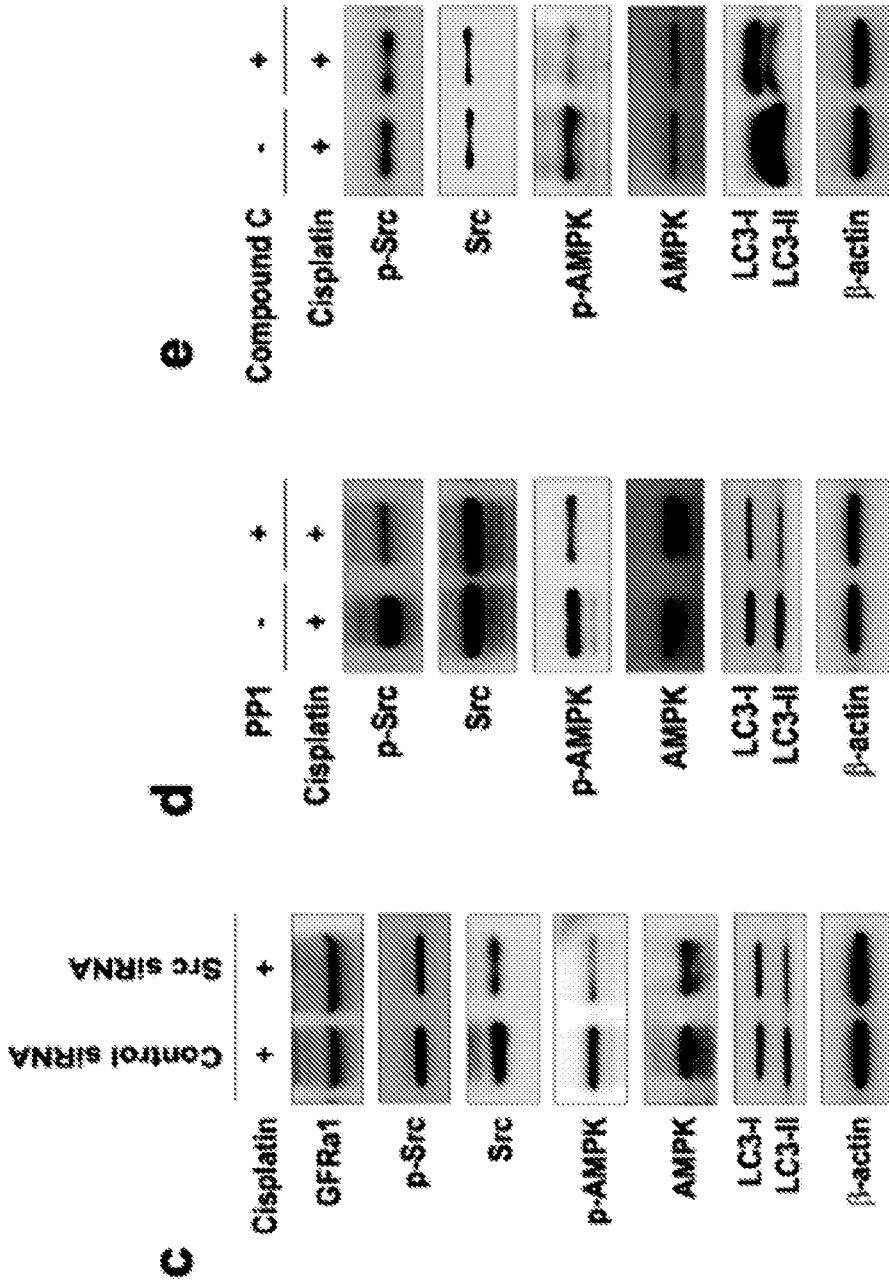 c
Control siRNA
Src siRNA
Cisplatin + +
GFRa1
p-Src
Src
p-AMPK
AMPK
LC3-I
LC3-II
β-actin
d
PP1 - +
Cisplatin + +
p-Src
Src
p-AMPK
AMPK
LC3-I
LC3-II
β-actin
e
Compound C - +
Cisplatin + +
p-Src
Src
p-AMPK
AMPK
LC3-I
LC3-II
β-actin